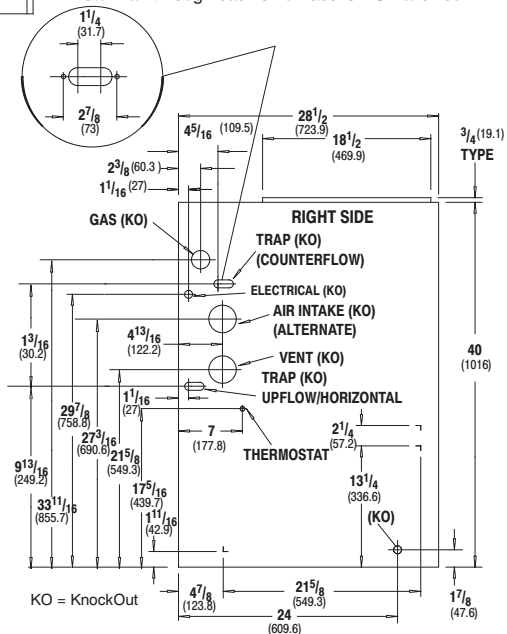 1 1/4
(31.7)
2 7/8
(73)
28 1/2
(723.9)
4 5/16 (109.5)
18 1/2
(469.9)
3/4 (19.1)
TYPE
2 3/8 (60.3 )
1 1/16 (27)
RIGHT SIDE
GAS (KO)
TRAP (KO)
(COUNTERFLOW)
ELECTRICAL (KO)
AIR INTAKE (KO)
(ALTERNATE)
4 13/16
(122.2)
VENT (KO)
TRAP (KO)
UPFLOW/HORIZONTAL
40
(1016)
1 3/16
(30.2)
1 1/16
(27)
29 7/8
(758.8)
7
(177.8)
THERMOSTAT
2 1/4
(57.2)
27 3/16
(690.6)
21 5/8
(549.3)
9 13/16
(249.2)
17 5/16
(439.7)
13 1/4
(336.6)
33 11/16
(855.7)
1 11/16
(42.9)
(KO)
KO = KnockOut
4 7/8
(123.8)
21 5/8
(549.3)
1 7/8
(47.6)
24
(609.6)